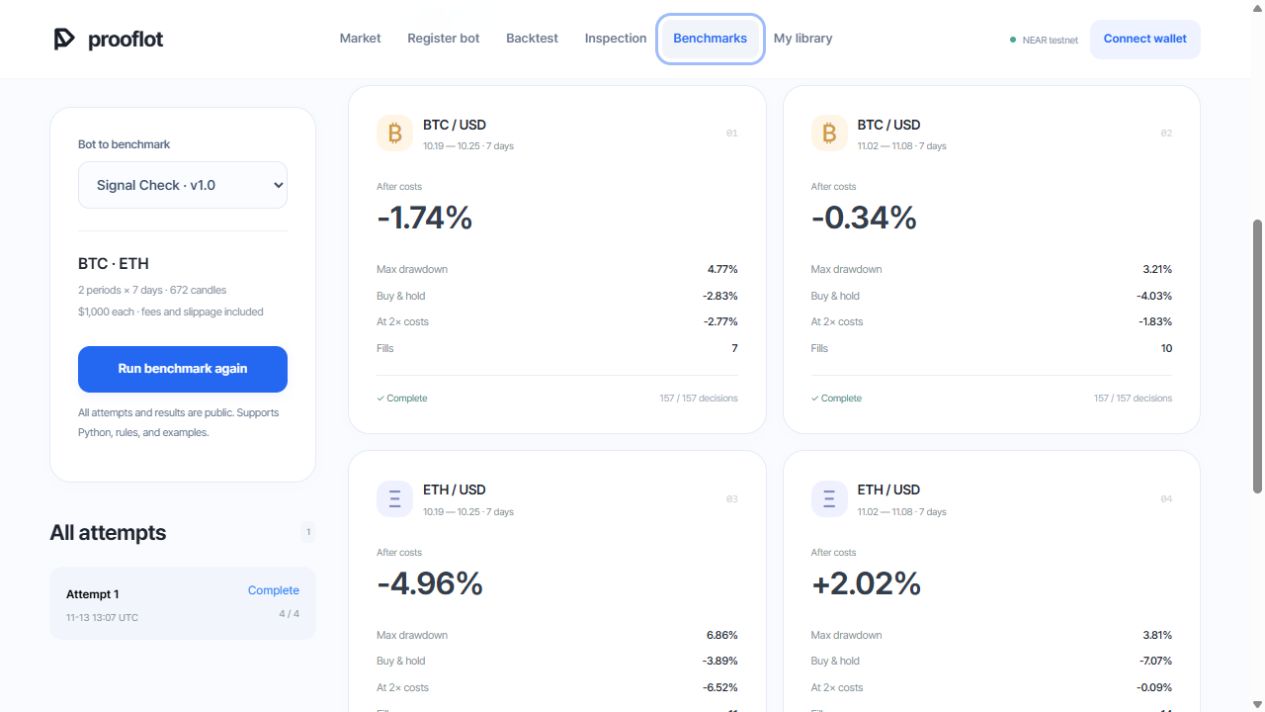 prooflot
Market
Register bot
Backtest
Inspection
Benchmarks
My library
NEAR testnet
Connect wallet
Bot to benchmark
Signal Check · v1.0
BTC · ETH
2 periods × 7 days · 672 candles
$1,000 each · fees and slippage included
Run benchmark again
All attempts and results are public. Supports
Python, rules, and examples.
All attempts
1
Attempt 1
Complete
11-13 13:07 UTC
4 / 4
BTC / USD
10.19 — 10.25 · 7 days
01
After costs
-1.74%
Max drawdown 4.77%
Buy & hold -2.83%
At 2× costs -2.77%
Fills 7
✓ Complete 157 / 157 decisions
BTC / USD
11.02 — 11.08 · 7 days
02
After costs
-0.34%
Max drawdown 3.21%
Buy & hold -4.03%
At 2× costs -1.83%
Fills 10
✓ Complete 157 / 157 decisions
ETH / USD
10.19 — 10.25 · 7 days
03
After costs
-4.96%
Max drawdown 6.86%
Buy & hold -3.89%
At 2× costs -6.52%
ETH / USD
11.02 — 11.08 · 7 days
04
After costs
+2.02%
Max drawdown 3.81%
Buy & hold -7.07%
At 2× costs -0.09%